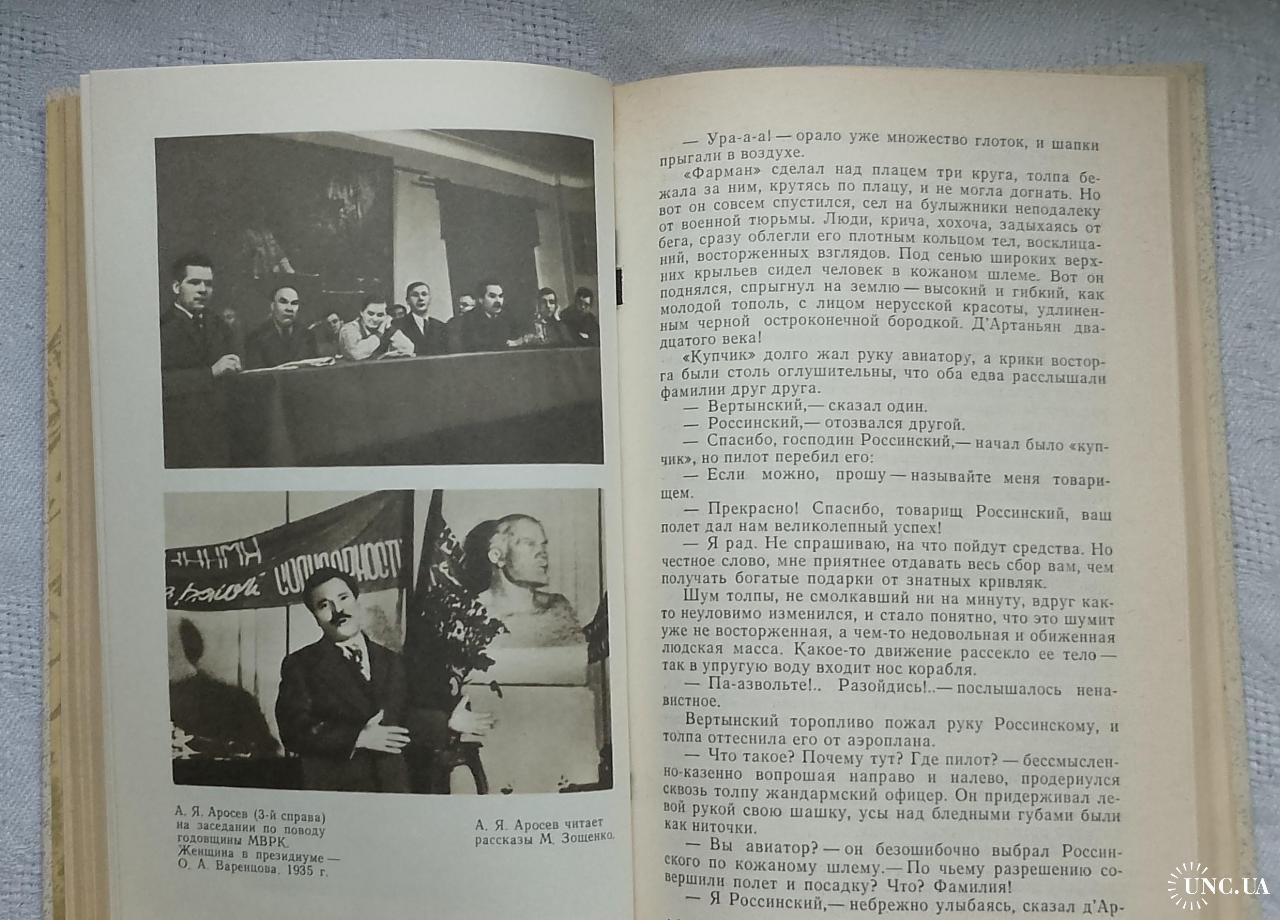 ННЫМИ
ВАНОЙ СОЛИДАРНОСТ
А. Я. Аросев (3-й справа)
на заседании по поводу
годовщины МВРК.
Женщина в президиуме —
О. А. Варенцова. 1935 г.
А. Я. Аросев читает
рассказы М. Зощенко.
— Ура-а-а! — орало уже множество глоток, и шапки
прыгали в воздухе.
«Фарман» сделал над плацем три круга, толпа бе-
жала за ним, крутясь по плацу, и не могла догнать. Но
вот он совсем спустился, сел на булыжники неподалеку
от военной тюрьмы. Люди, крича, хохоча, задыхаясь от
бега, сразу облегли его плотным кольцом тел, восклица-
ний, восторженных взглядов. Под сенью широких верх-
них крыльев сидел человек в кожаном шлеме. Вот он
поднялся, спрыгнул на землю — высокий и гибкий, как
молодой тополь, с лицом нерусской красоты, удлинен-
ным черной остроконечной бородкой. Д'Артаньян два-
дцатого века!
«Купчик» долго жал руку авиатору, а крики востор-
га были столь оглушительны, что оба едва расслышали
фамилии друг друга.
— Вертынский,— сказал один.
— Россинский,— отозвался другой.
— Спасибо, господин Россинский,— начал было «куп-
чик», но пилот перебил его:
— Если можно, прошу — называйте меня товари-
щем.
— Прекрасно! Спасибо, товарищ Россинский, ваш
полет дал нам великолепный успех!
— Я рад. Не спрашиваю, на что пойдут средства. Но
честное слово, мне приятнее отдавать весь сбор вам, чем
получать богатые подарки от знатных кривляк.
Шум толпы, не смолкавший ни на минуту, вдруг как-
то неуловимо изменился, и стало понятно, что это шумит
уже не восторженная, а чем-то недовольная и обиженная
людская масса. Какое-то движение рассекло ее тело —
так в упругую воду входит нос корабля.
— Па-азвольте!.. Разойдись!..— послышалось нена-
вистное.
Вертынский торопливо пожал руку Россинскому, и
толпа оттеснила его от аэроплана.
— Что такое? Почему тут? Где пилот? — бессмыслен-
но-казенно вопрошая направо и налево, продернулся
сквозь толпу жандармский офицер. Он придерживал ле-
вой рукой свою шашку, усы над бледными губами были
как ниточки.
— Вы авиатор? — он безошибочно выбрал Россин-
ского по кожаному шлему.— По чьему разрешению со-
вершили полет и посадку? Что? Фамилия!
— Я Россинский,— небрежно улыбаясь, сказал д'Ар-
UNC.UA